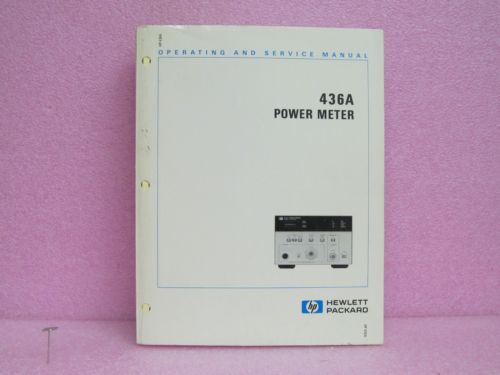 OPERATING AND SERVICE MANUAL
436A
POWER METER
hp
HEWLETT
PACKARD